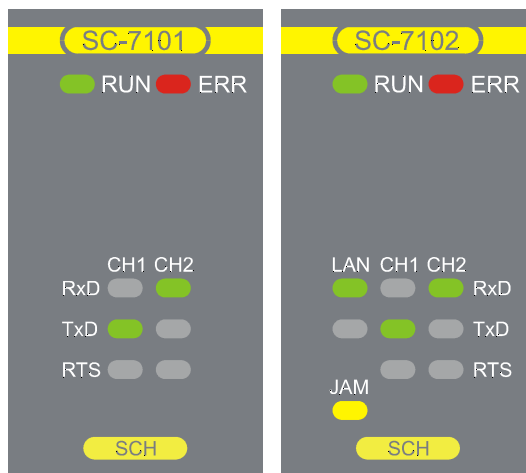 SC-7101
RUN ERR
CH1 CH2
RxD
TxD
RTS
SCH
SC-7102
RUN ERR
LAN CH1 CH2
RxD
TxD
RTS
JAM
SCH